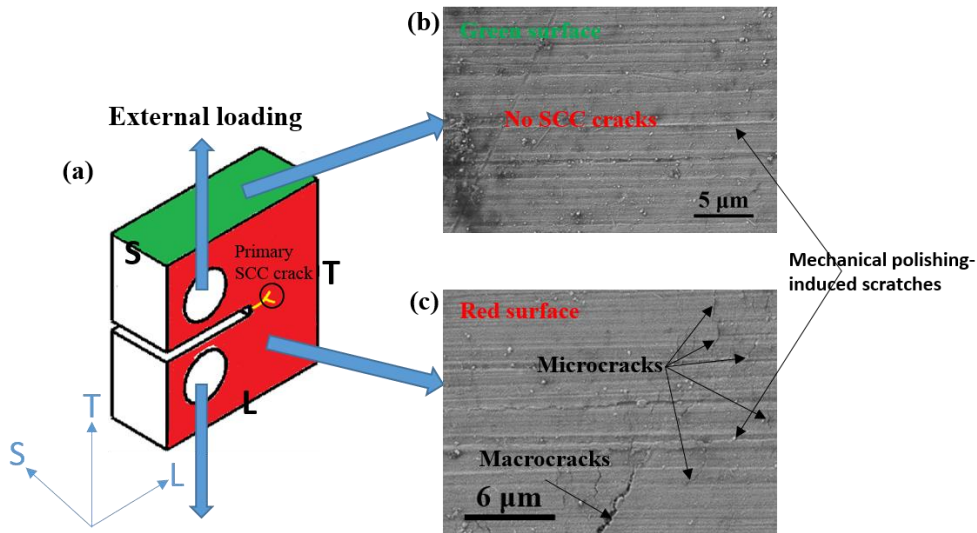 (a)
External loading
S
Primary
SCC crack
T
L
T
S
L
(b)
Green surface
No SCC cracks
5 μm
Mechanical polishing-
induced scratches
(c)
Red surface
Microcracks
Macrocracks
6 μm